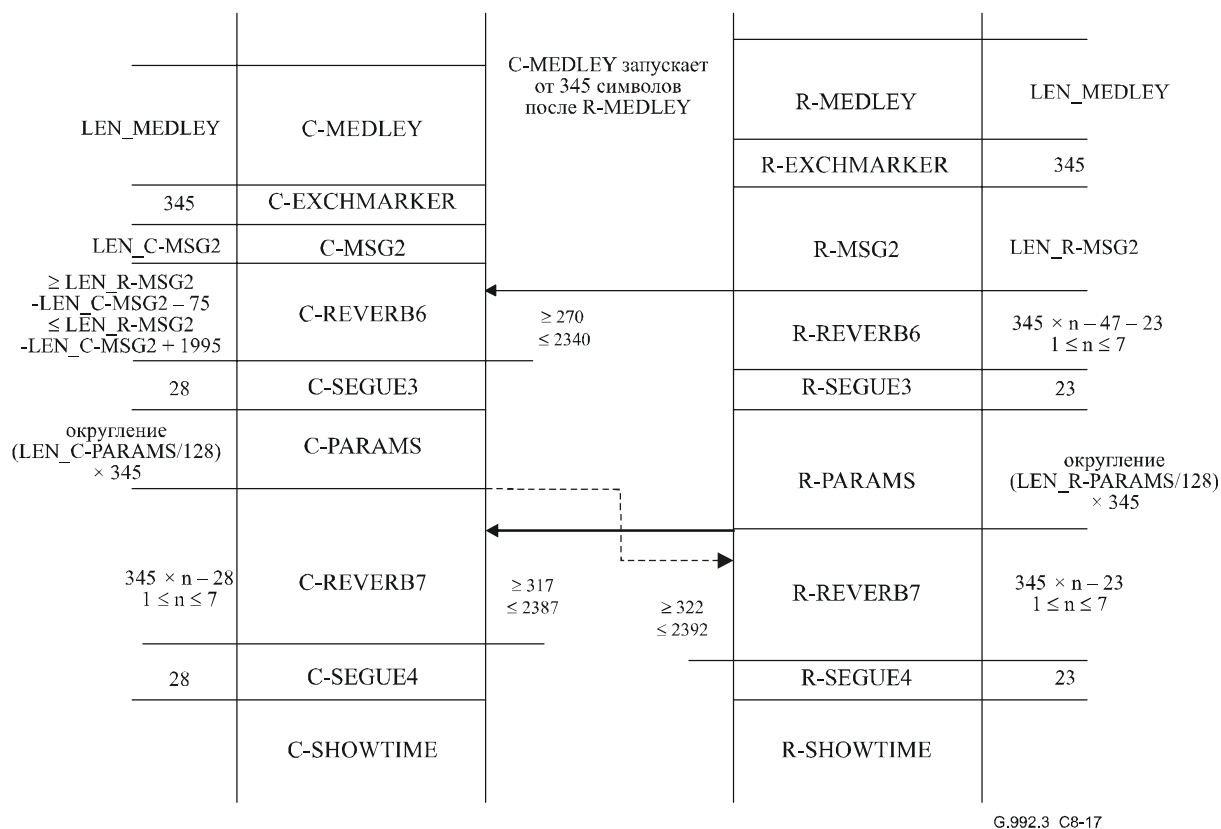 C-MEDLEY запускает
от 345 символов
после R-MEDLEY
LEN_MEDLEY
C-MEDLEY
R-MEDLEY
LEN_MEDLEY
R-EXCHMARKER
345
345
C-EXCHMARKER
LEN_C-MSG2
C-MSG2
R-MSG2
LEN_R-MSG2
≥ LEN_R-MSG2
-LEN_C-MSG2 – 75
≤ LEN_R-MSG2
-LEN_C-MSG2 + 1995
C-REVERB6
≥ 270
≤ 2340
R-REVERB6
345 × n – 47 – 23
1 ≤ n ≤ 7
28
C-SEGUE3
R-SEGUE3
23
округление
(LEN_C-PARAMS/128)
× 345
C-PARAMS
R-PARAMS
округление
(LEN_R-PARAMS/128)
× 345
345 × n – 28
1 ≤ n ≤ 7
C-REVERB7
≥ 317
≤ 2387
≥ 322
≤ 2392
R-REVERB7
345 × n – 23
1 ≤ n ≤ 7
28
C-SEGUE4
R-SEGUE4
23
C-SHOWTIME
R-SHOWTIME
G.992.3_C8-17